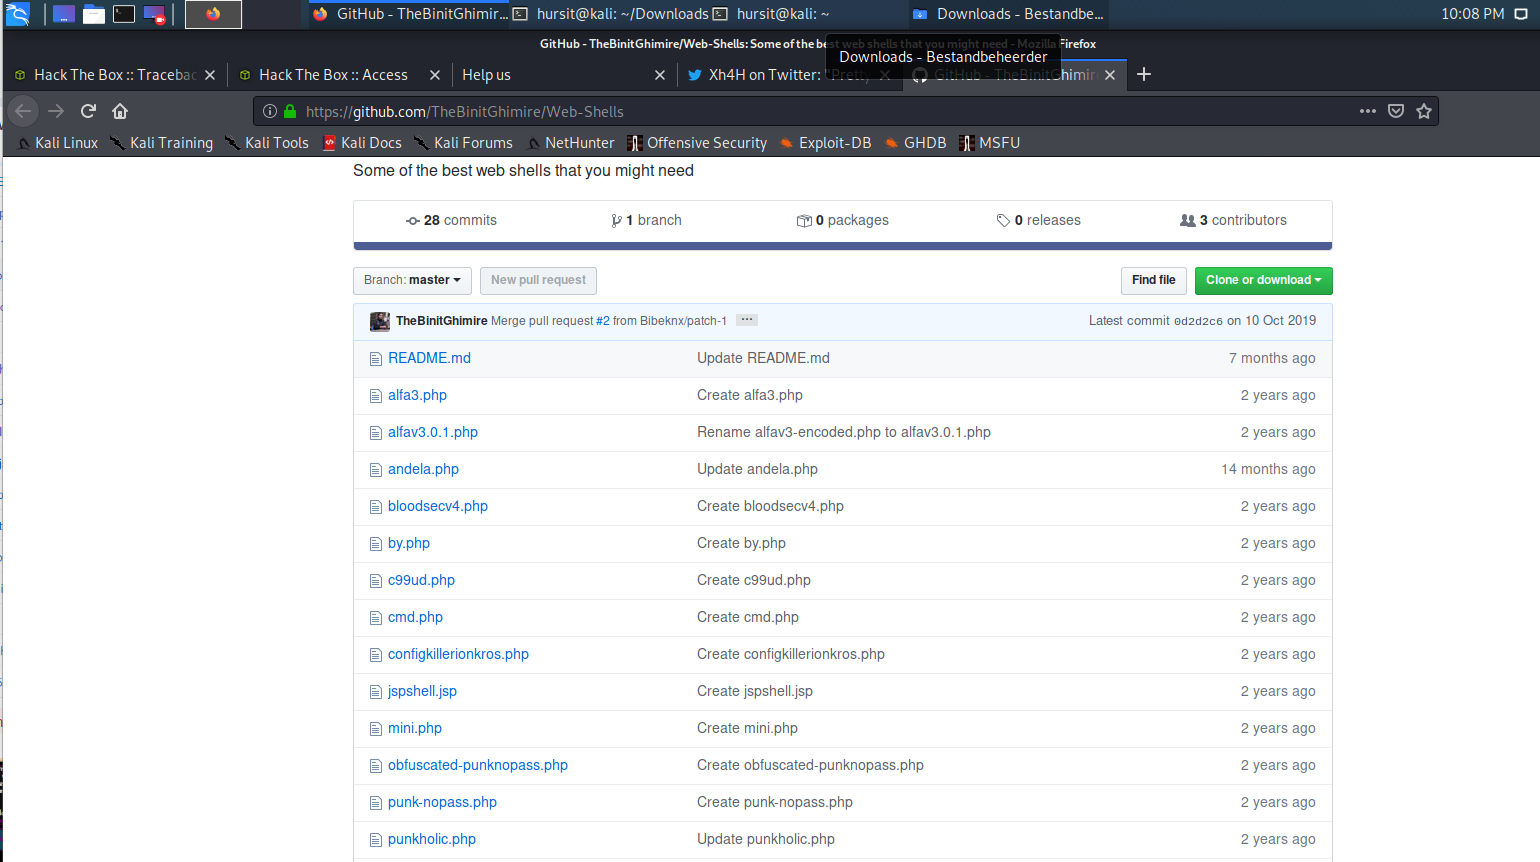 GitHub - TheBinitGhimir... hursit@kali: ~/Downloads hursit@kali: ~ Downloads - Bestandbe... 10:08 PM
GitHub - TheBinitGhimire/Web-Shells: Some of the best web shells that you might need - Mozilla Firefox
Downloads - Bestandbeheerder
Hack The Box :: Traceback Hack The Box :: Access Help us Xh4H on Twitter: "Pretty GitHub - TheBinitGhimire
https://github.com/TheBinitGhimire/Web-Shells
Kali Linux Kali Training Kali Tools Kali Docs Kali Forums NetHunter Offensive Security Exploit-DB GHDB MSFU
Some of the best web shells that you might need
28 commits 1 branch 0 packages 0 releases 3 contributors
Branch: master New pull request Find file Clone or download
TheBinitGhimire Merge pull request #2 from Bibeknx/patch-1 ... Latest commit 0d2d2c6 on 10 Oct 2019
README.md Update README.md 7 months ago
alfa3.php Create alfa3.php 2 years ago
alfav3.0.1.php Rename alfav3-encoded.php to alfav3.0.1.php 2 years ago
andela.php Update andela.php 14 months ago
bloodsecv4.php Create bloodsecv4.php 2 years ago
by.php Create by.php 2 years ago
c99ud.php Create c99ud.php 2 years ago
cmd.php Create cmd.php 2 years ago
configkillerionkros.php Create configkillerionkros.php 2 years ago
jspshell.jsp Create jspshell.jsp 2 years ago
mini.php Create mini.php 2 years ago
obfuscated-punknopass.php Create obfuscated-punknopass.php 2 years ago
punk-nopass.php Create punk-nopass.php 2 years ago
punkholic.php Update punkholic.php 2 years ago